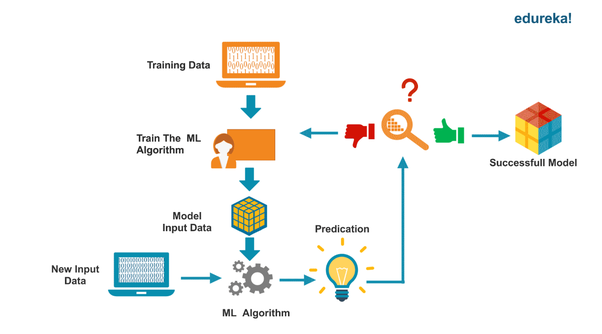 edureka!
Training Data
Train The ML
Algorithm
?
Successfull Model
Model
Input Data
Predication
New Input
Data
ML Algorithm